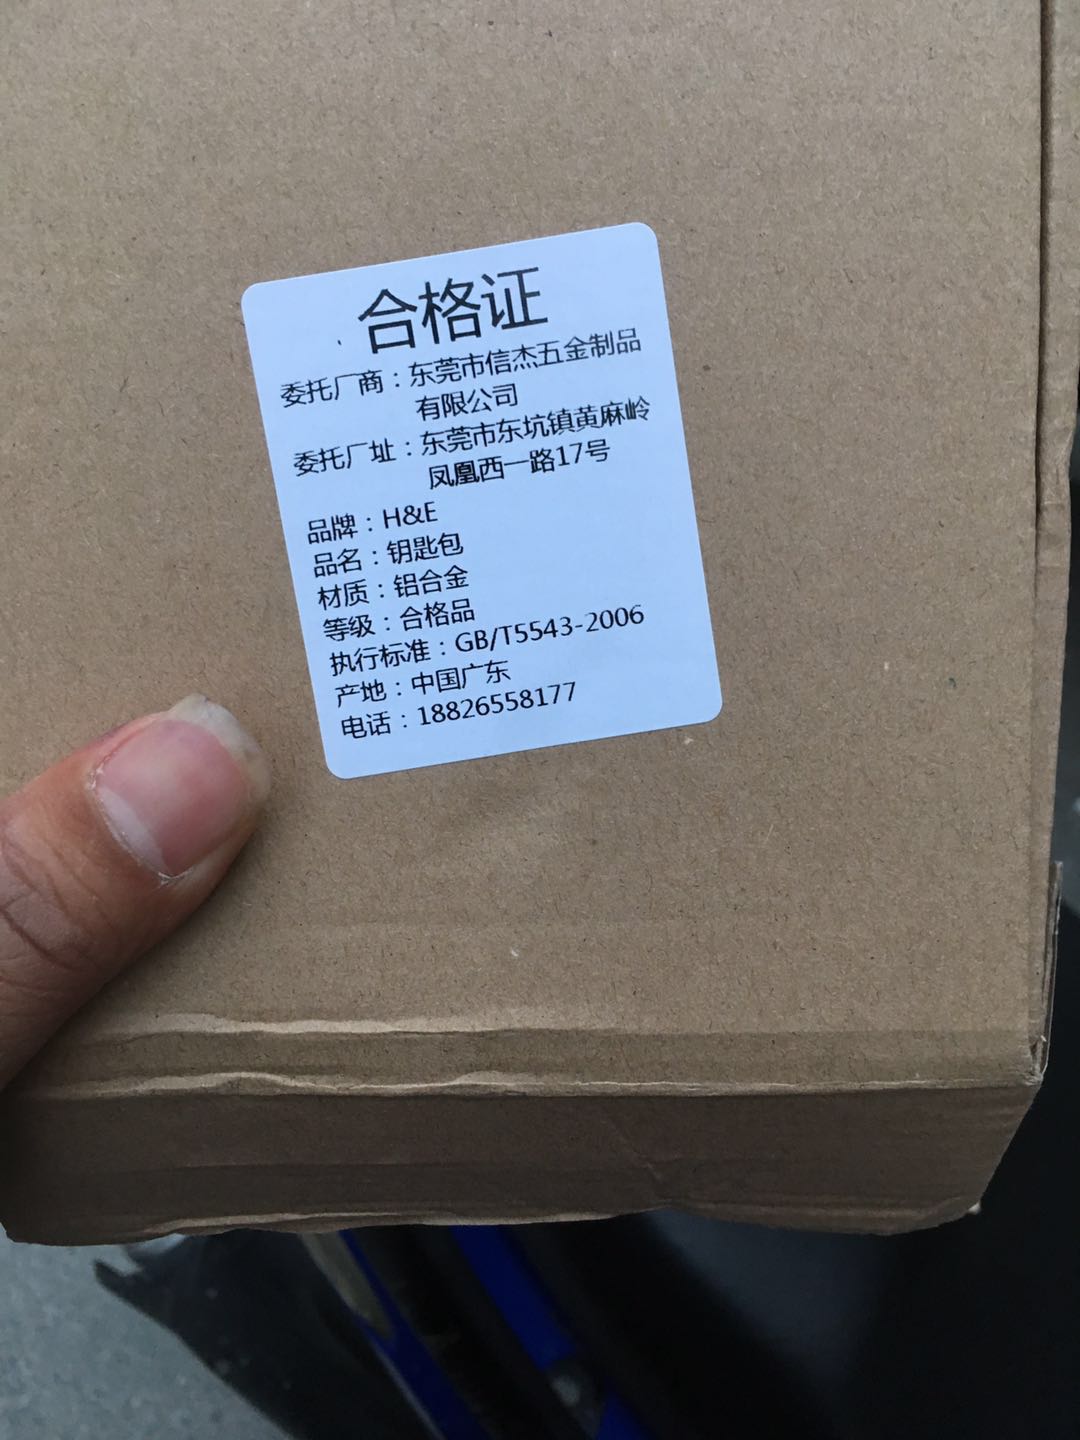 合格证
委托厂商：东莞市信杰五金制品
有限公司
委托厂址：东莞市东坑镇黄麻岭
凤凰西一路17号
品牌：H&E
品名：钥匙包
材质：铝合金
等级：合格品
执行标准：GB/T5543-2006
产地：中国广东
电话：18826558177